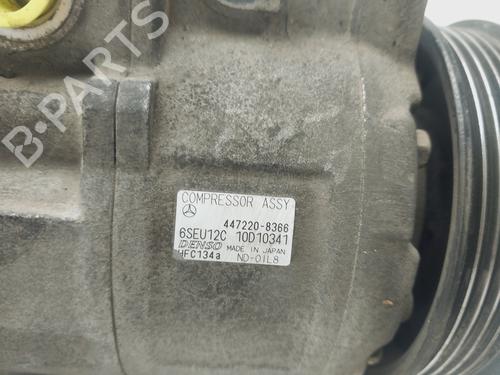 B-PARTS
COMPRESSOR ASSY
447220-8366
6SEU12C 10D10341
DENSO MADE IN JAPAN
HFC134a ND-OIL8